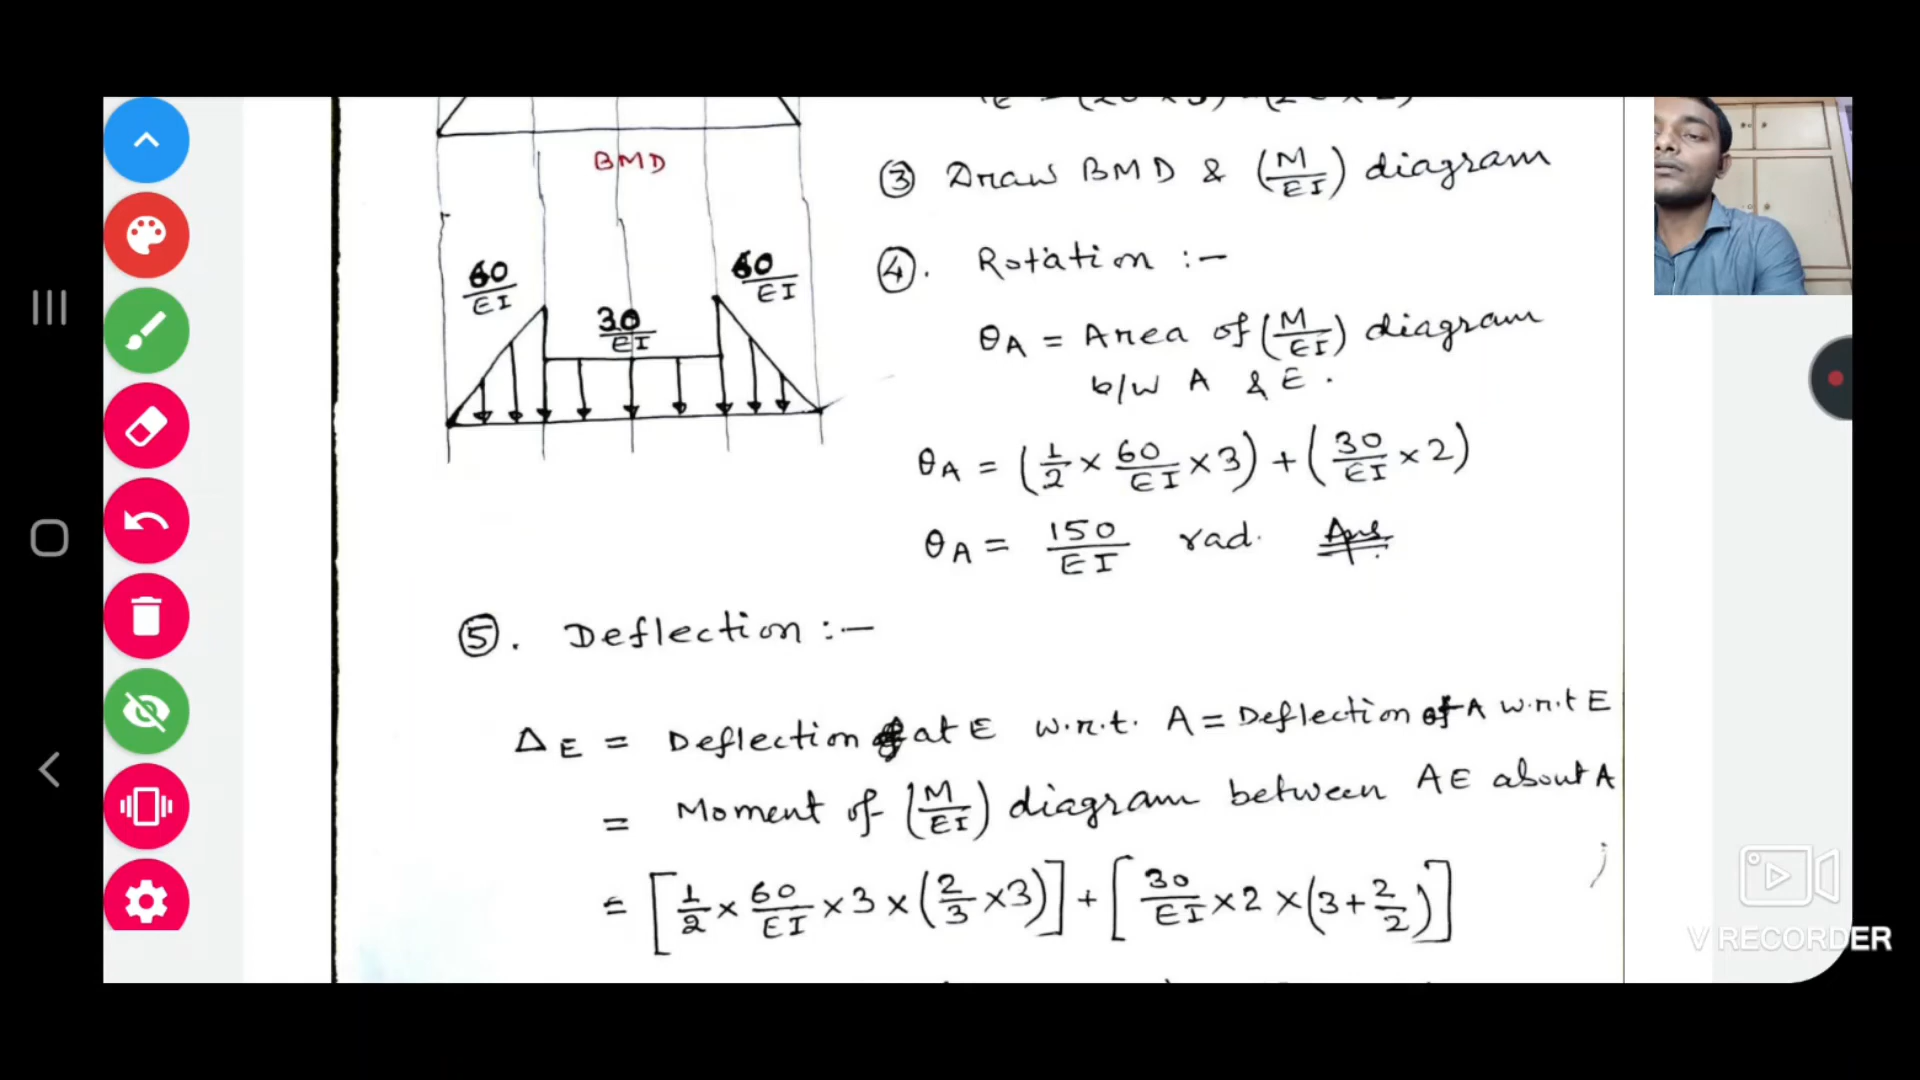 BMD
60/EI
30/EI
60/EI
③ Draw BMD & (M/EI) diagram
④. Rotation :-
θA = Area of (M/EI) diagram
b/w A & E.
θA = (1/2 × 60/EI × 3) + (30/EI × 2)
θA = 150/EI rad. Ans.
⑤. Deflection :-
ΔE = Deflection at E w.r.t. A = Deflection of A w.r.t E
= Moment of (M/EI) diagram between AE about A
= [1/2 × 60/EI × 3 × (2/3 × 3)] + [30/EI × 2 × (3 + 2/2)]
V RECORDER